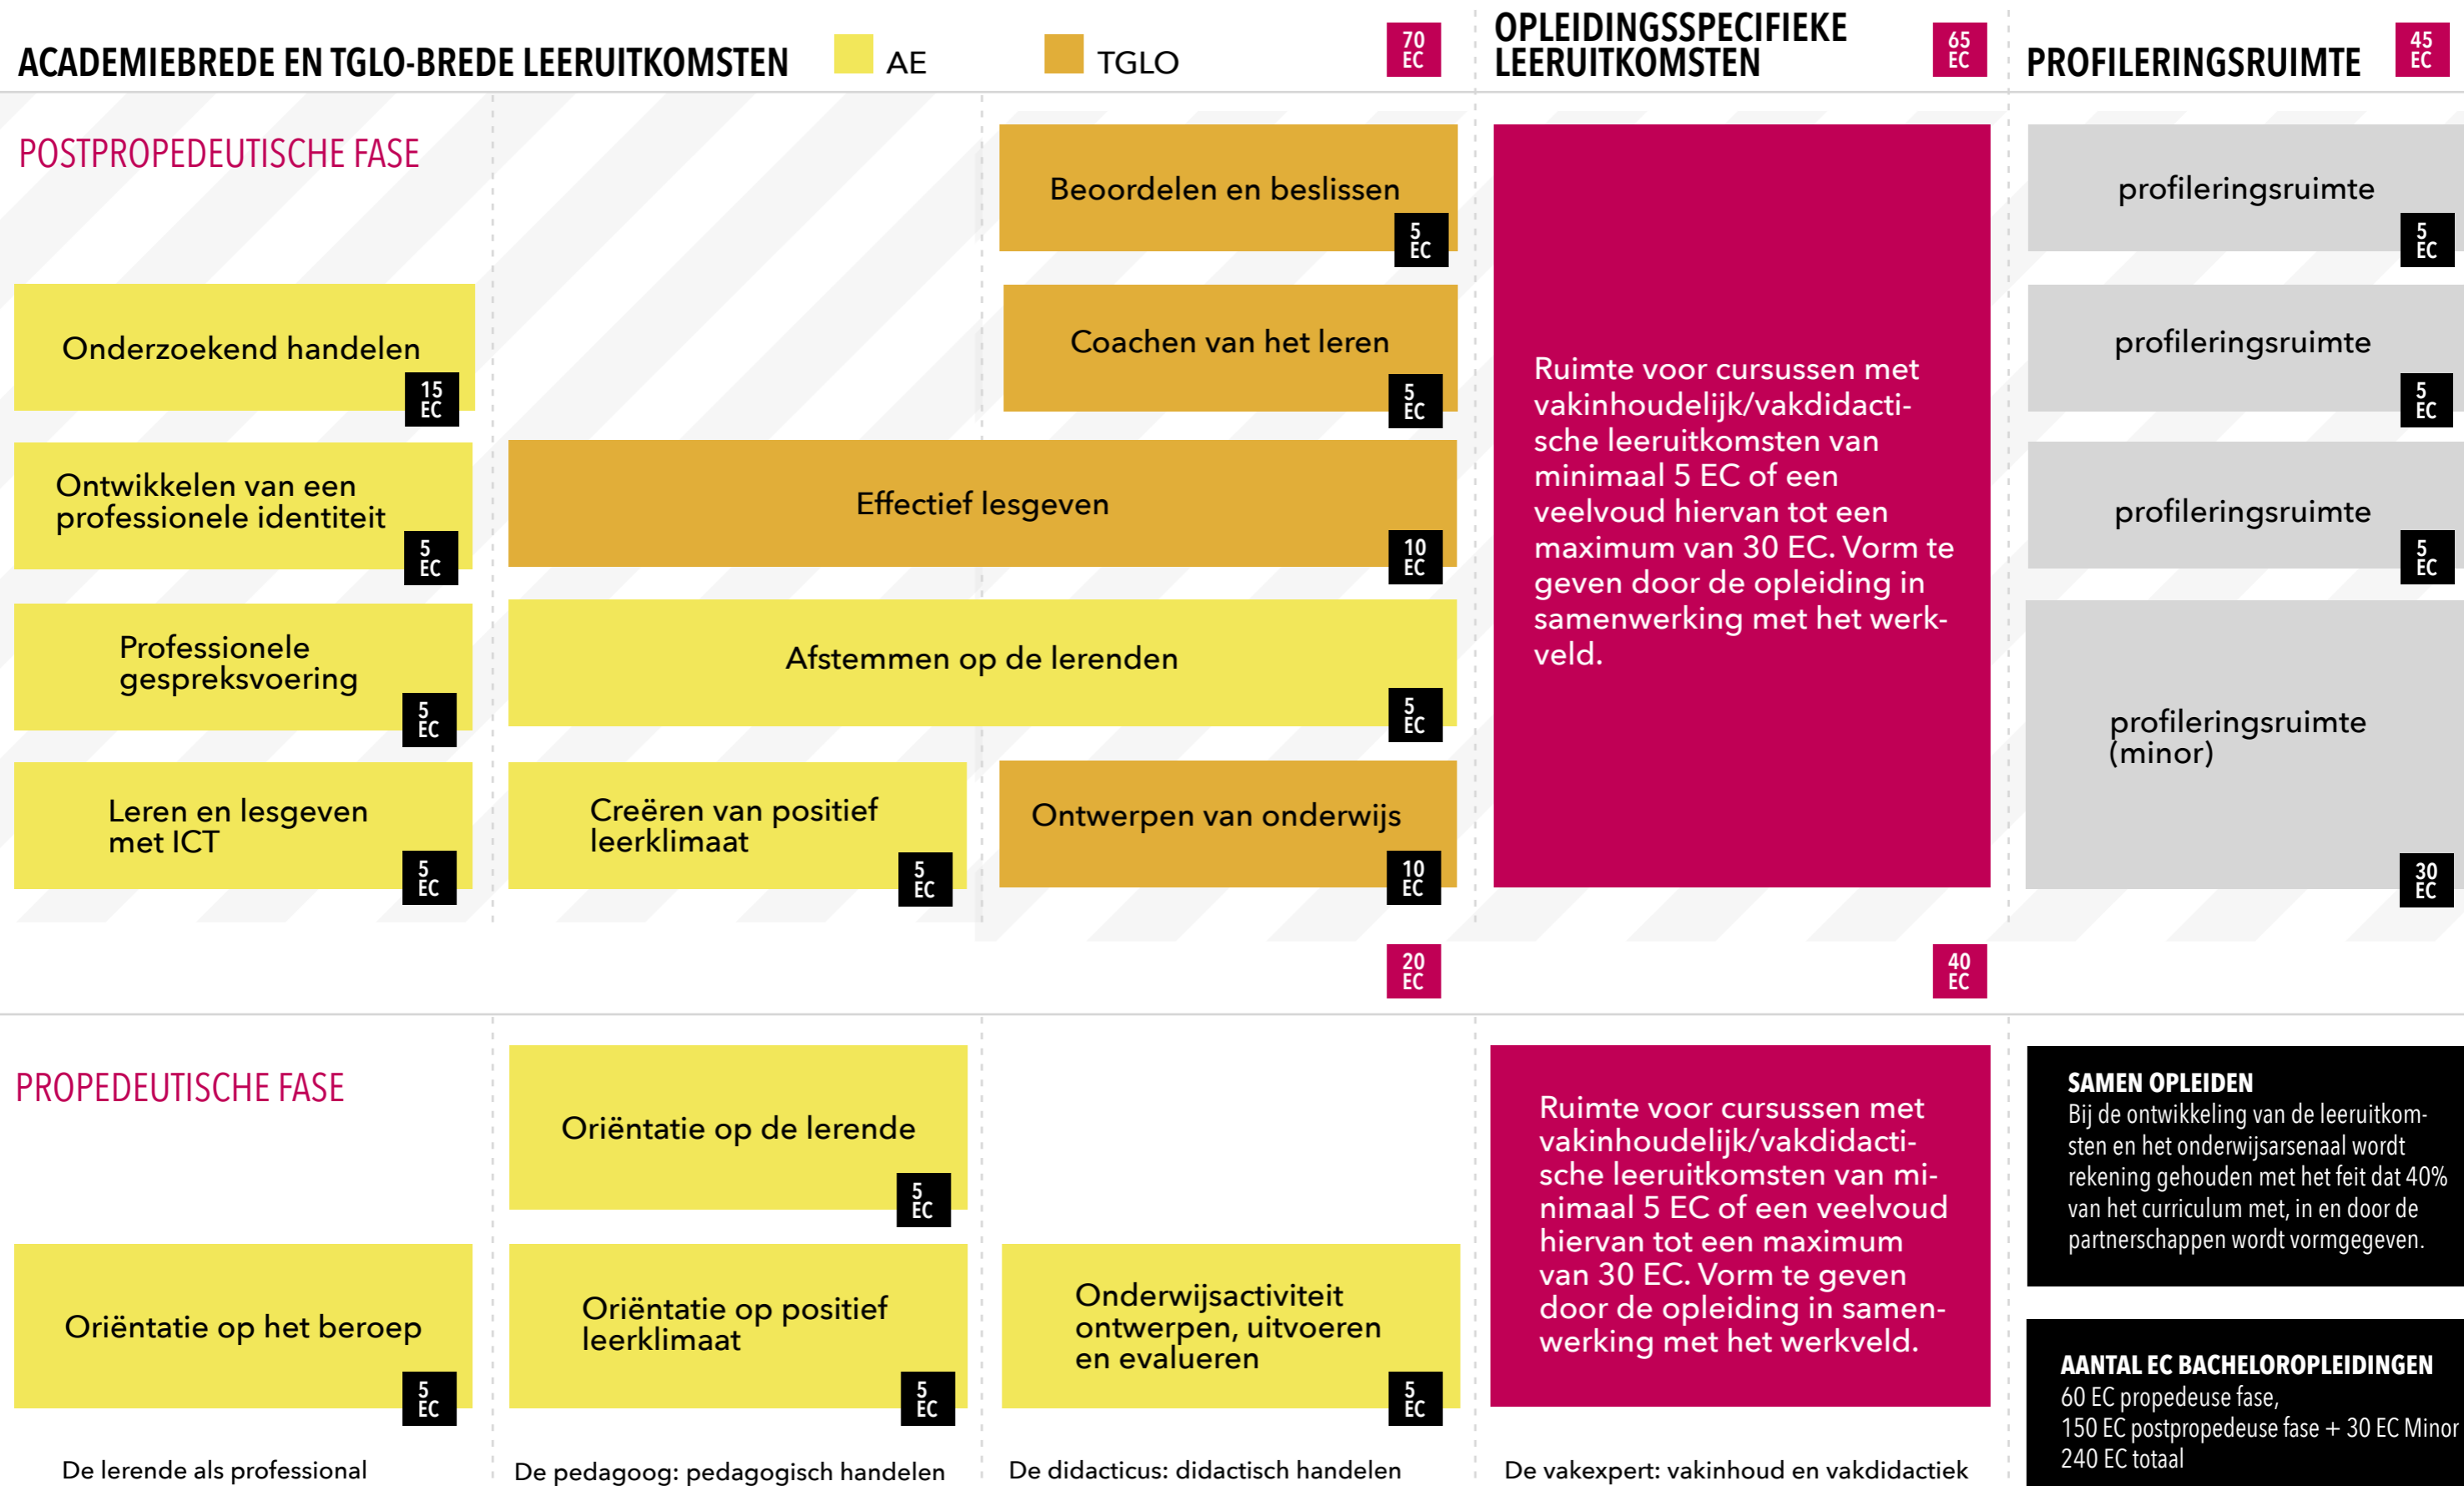 ACADEMIEBREDE EN TGLO-BREDE LEERUITKOMSTEN
AE
TGLO
70
EC
OPLEIDINGSSPECIFIEKE
LEERUITKOMSTEN
65
EC
PROFILERINGSRUIMTE
45
EC
POSTPROPEDEUTISCHE FASE
Beoordelen en beslissen
5
EC
profileringsruimte
5
EC
Onderzoekend handelen
15
EC
Coachen van het leren
5
EC
profileringsruimte
5
EC
Ruimte voor cursussen met
vakinhoudelijk/vakdidacti-
sche leeruitkomsten van
minimaal 5 EC of een
veelvoud hiervan tot een
maximum van 30 EC. Vorm te
geven door de opleiding in
samenwerking met het werk-
veld.
Ontwikkelen van een
professionele identiteit
5
EC
Effectief lesgeven
10
EC
profileringsruimte
5
EC
Professionele
gespreksvoering
5
EC
Afstemmen op de lerenden
5
EC
profileringsruimte
(minor)
30
EC
Leren en lesgeven
met ICT
5
EC
Creëren van positief
leerklimaat
5
EC
Ontwerpen van onderwijs
10
EC
20
EC
40
EC
PROPEDEUTISCHE FASE
Oriëntatie op de lerende
5
EC
Oriëntatie op het beroep
5
EC
Oriëntatie op positief
leerklimaat
5
EC
Onderwijsactiviteit
ontwerpen, uitvoeren
en evalueren
5
EC
Ruimte voor cursussen met
vakinhoudelijk/vakdidacti-
sche leeruitkomsten van mi-
nimaal 5 EC of een veelvoud
hiervan tot een maximum
van 30 EC. Vorm te geven
door de opleiding in samen-
werking met het werkveld.
SAMEN OPLEIDEN
Bij de ontwikkeling van de leeruitkom-
sten en het onderwijsarsenaal wordt
rekening gehouden met het feit dat 40%
van het curriculum met, in en door de
partnerschappen wordt vormgegeven.
AANTAL EC BACHELOROPLEIDINGEN
60 EC propedeuse fase,
150 EC postpropedeuse fase + 30 EC Minor
240 EC totaal
De lerende als professional
De pedagoog: pedagogisch handelen
De didacticus: didactisch handelen
De vakexpert: vakinhoud en vakdidactiek